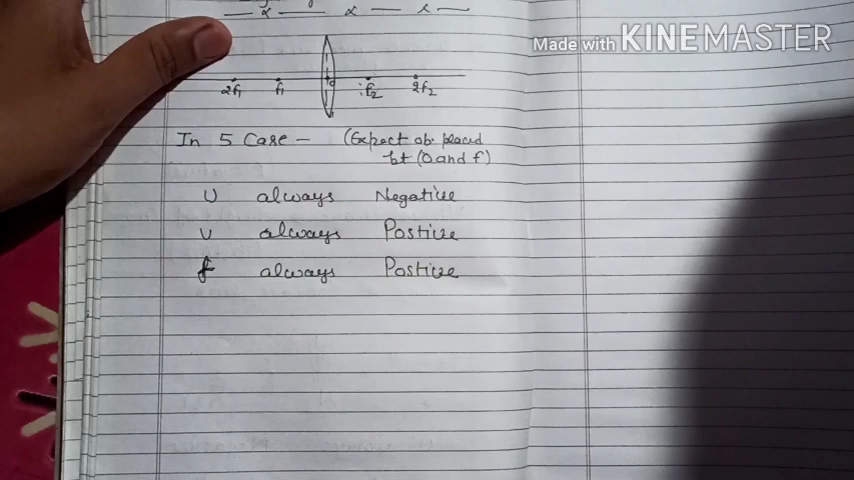 Made with KINEMASTER
2f1 f1 O f2 2f2
In 5 Case - (Expect ob. placed
bt (O and f)
U always Negative
v always Postive
f always Postive